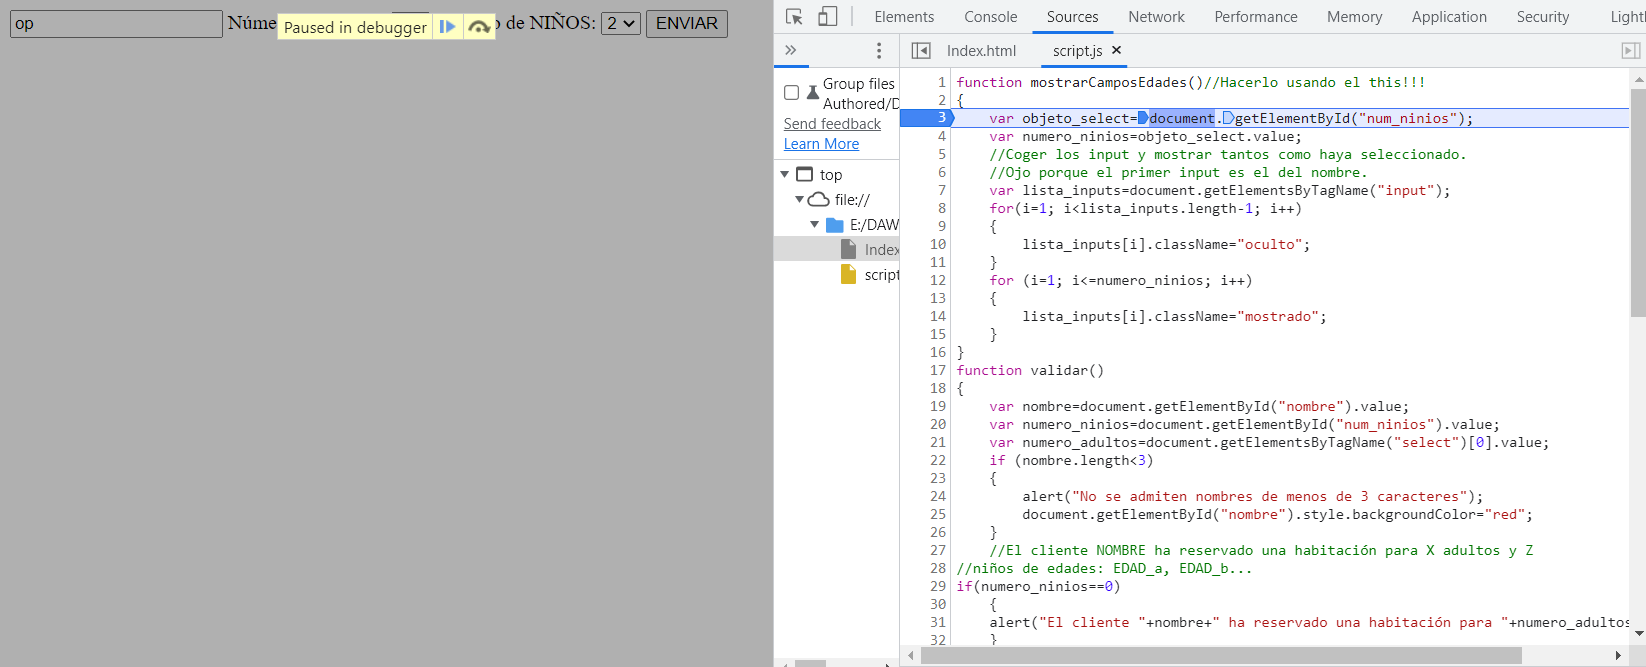 op Núme o de NIÑOS: 2 ENVIAR
Paused in debugger
Elements Console Sources Network Performance Memory Application Security Lighth
Index.html script.js ×
Group files
Authored/D
Send feedback
Learn More
top
file://
E:/DAW
Index
script
1 function mostrarCamposEdades()//Hacerlo usando el this!!!
2 {
3 var objeto_select=document.getElementById("num_ninios");
4 var numero_ninios=objeto_select.value;
5 //Coger los input y mostrar tantos como haya seleccionado.
6 //Ojo porque el primer input es el del nombre.
7 var lista_inputs=document.getElementsByTagName("input");
8 for(i=1; i<lista_inputs.length-1; i++)
9 {
10 lista_inputs[i].className="oculto";
11 }
12 for (i=1; i<=numero_ninios; i++)
13 {
14 lista_inputs[i].className="mostrado";
15 }
16 }
17 function validar()
18 {
19 var nombre=document.getElementById("nombre").value;
20 var numero_ninios=document.getElementById("num_ninios").value;
21 var numero_adultos=document.getElementsByTagName("select")[0].value;
22 if (nombre.length<3)
23 {
24 alert("No se admiten nombres de menos de 3 caracteres");
25 document.getElementById("nombre").style.backgroundColor="red";
26 }
27 //El cliente NOMBRE ha reservado una habitación para X adultos y Z
28 //niños de edades: EDAD_a, EDAD_b...
29 if(numero_ninios==0)
30 {
31 alert("El cliente "+nombre+" ha reservado una habitación para "+numero_adultos
32 }